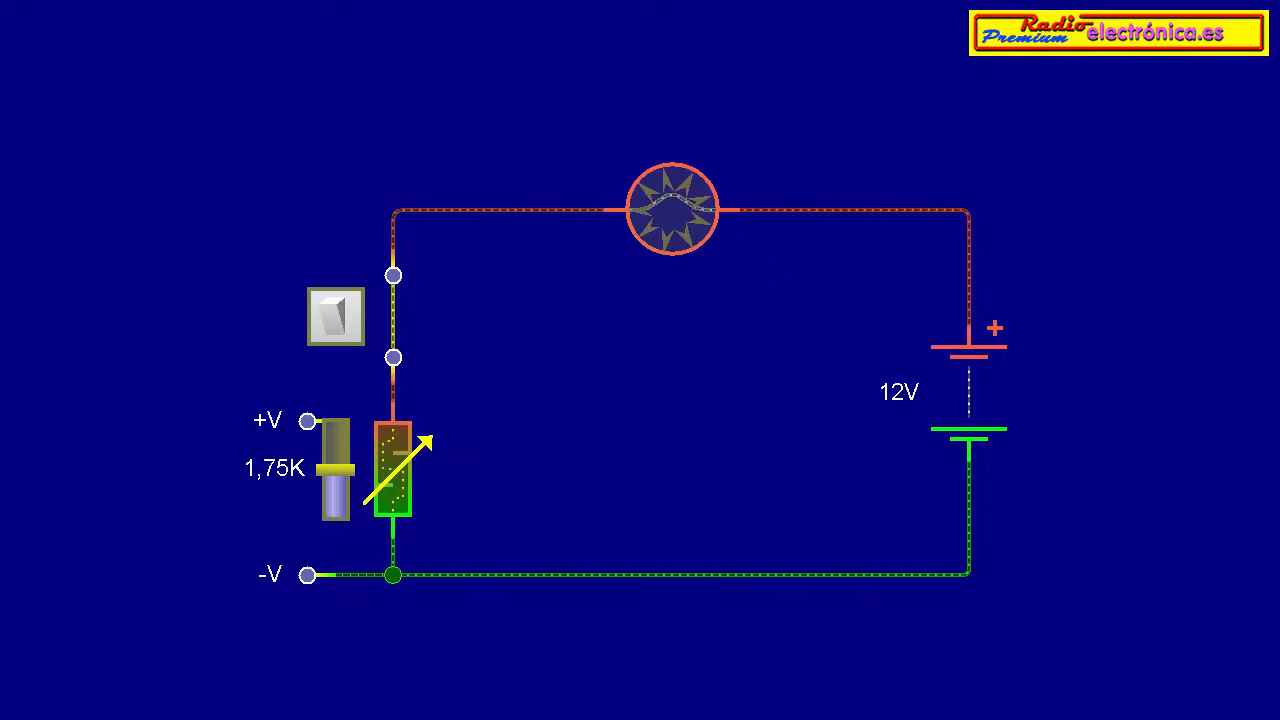 Radio
Premium electrónica.es
+
12V
+V
1,75K
-V